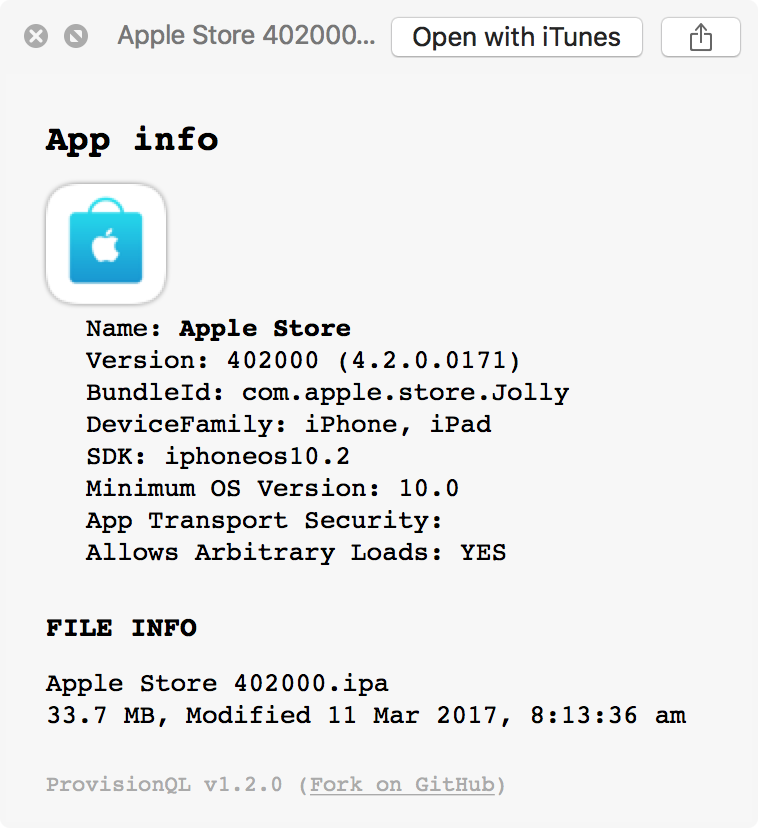 Apple Store 402000...
Open with iTunes
App info
Name: Apple Store
Version: 402000 (4.2.0.0171)
BundleId: com.apple.store.Jolly
DeviceFamily: iPhone, iPad
SDK: iphoneos10.2
Minimum OS Version: 10.0
App Transport Security:
Allows Arbitrary Loads: YES
FILE INFO
Apple Store 402000.ipa
33.7 MB, Modified 11 Mar 2017, 8:13:36 am
ProvisionQL v1.2.0 (Fork on GitHub)